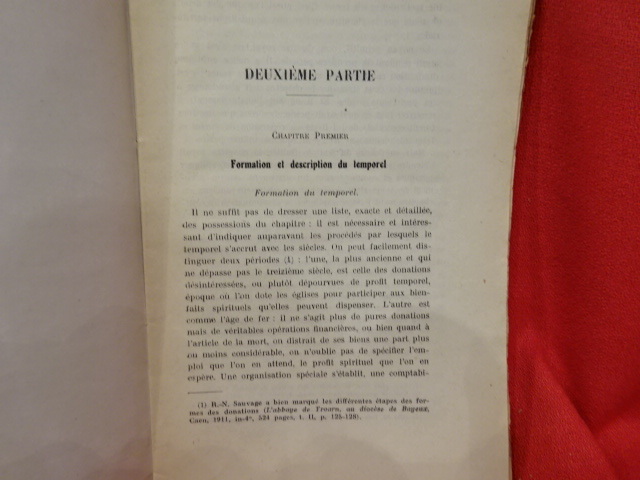 DEUXIÈME PARTIE
CHAPITRE PREMIER
Formation et description du temporel
Formation du temporel.
Il ne suffit pas de dresser une liste, exacte et détaillée,
des possessions du chapitre : il est nécessaire et intéres-
sant d'indiquer auparavant les procédés par lesquels le
temporel s'accrut avec les siècles. On peut facilement dis-
tinguer deux périodes (1) : l'une, la plus ancienne et qui
ne dépasse pas le treizième siècle, est celle des donations
désintéressées, ou plutôt dépourvues de profit temporel,
époque où l'on dote les églises pour participer aux bien-
faits spirituels qu'elles peuvent dispenser. L'autre est
comme l'âge de fer : il ne s'agit plus de pures donations
mais de véritables opérations financières, ou bien quand à
l'article de la mort, on distrait de ses biens une part plus
ou moins considérable, on n'oublie pas de spécifier l'em-
ploi que l'on en attend, le profit spirituel que l'on en
espère. Une organisation spéciale s'établit, une comptabi-
(1) R.-N. Sauvage a bien marqué les différentes étapes des for-
mes des donations (L'abbaye de Troarn, au diocèse de Bayeux,
Caen, 1911, in-4°, 524 pages, t. II, p. 125-128).